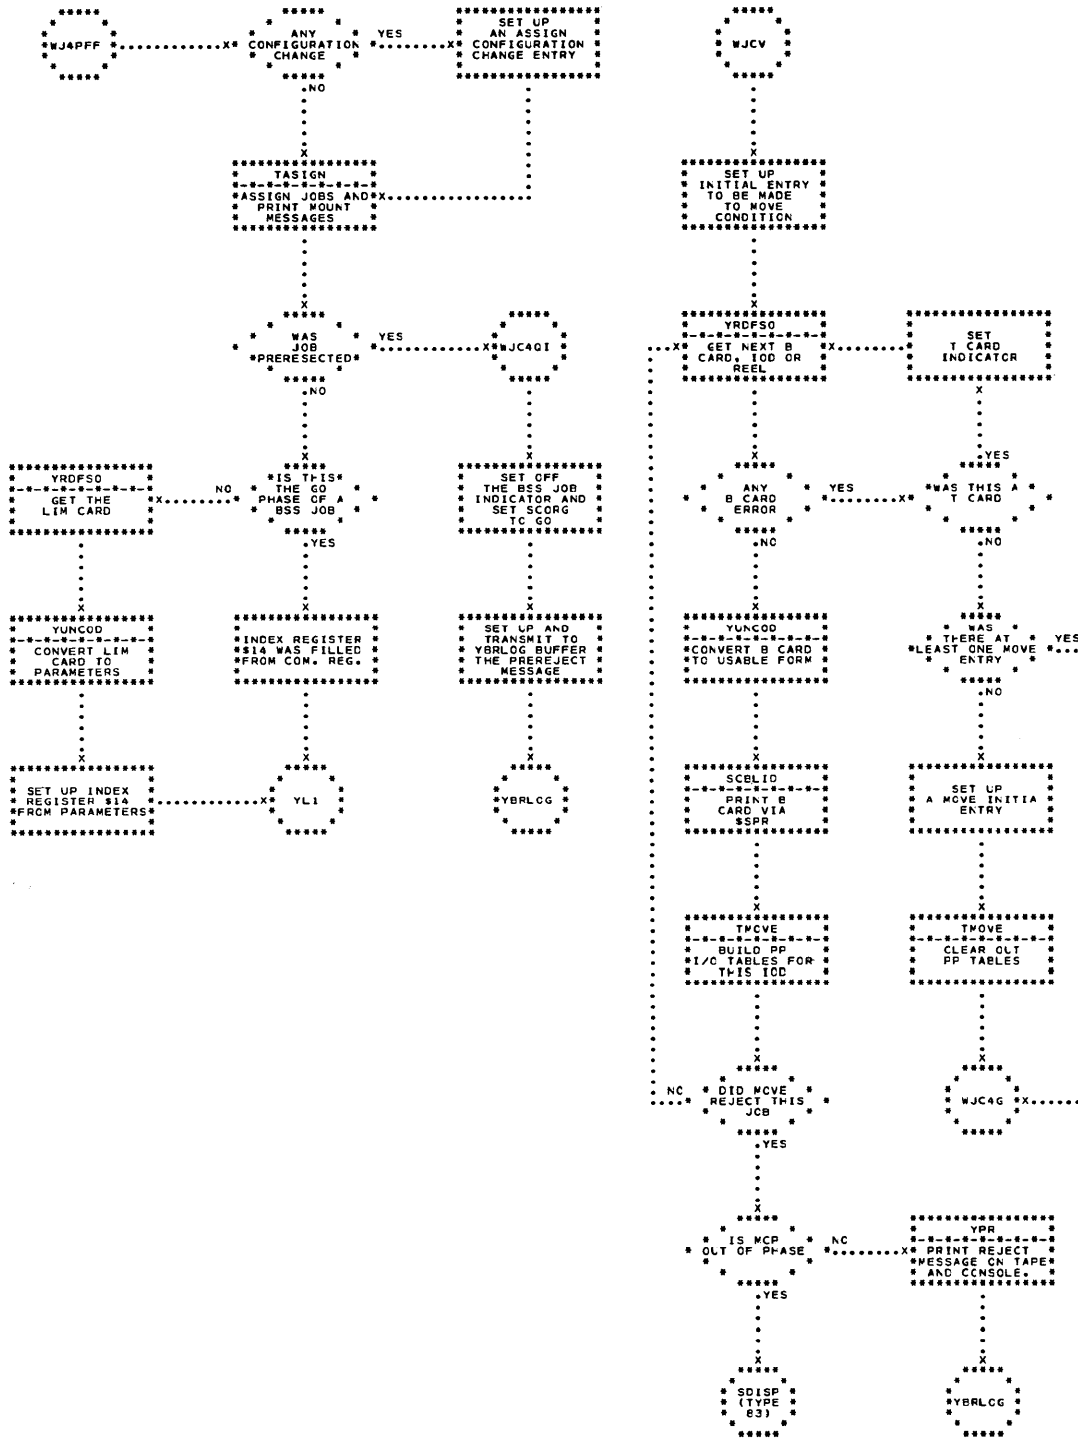 WJ4PFF
ANY
CONFIGURATION
CHANGE
YES
SET UP
AN ASSIGN
CONFIGURATION
CHANGE ENTRY
NO
TASIGN
ASSIGN JOBS AND
PRINT MOUNT
MESSAGES
WAS
JOB
PRERESECTED
YES
WJC4QI
NO
IS THIS
THE GO
PHASE OF A
BSS JOB
NO
YRDFSO
GET THE
LIM CARD
YES
SET OFF
THE BSS JOB
INDICATOR AND
SET SCORG
TO GO
YUNCOD
CONVERT LIM
CARD TO
PARAMETERS
INDEX REGISTER
$14 WAS FILLED
FROM COM. REG.
SET UP AND
TRANSMIT TO
YBRLOG BUFFER
THE PREREJECT
MESSAGE
SET UP INDEX
REGISTER $14
FROM PARAMETERS
YL1
YBRLCG
WJCV
SET UP
INITIAL ENTRY
TO BE MADE
TO MOVE
CONDITION
YRDFSO
GET NEXT B
CARD, IOD OR
REEL
SET
T CARD
INDICATOR
ANY
B CARD
ERROR
YES
WAS THIS A
T CARD
YES
NC
NO
YUNCOD
CONVERT B CARD
TO USABLE FORM
WAS
THERE AT
LEAST ONE MOVE
ENTRY
YES
NO
SCBLID
PRINT B
CARD VIA
$SPR
SET UP
A MOVE INITIA
ENTRY
TMCVE
BUILD PP
I/C TABLES FOR
THIS IOD
TMOVE
CLEAR OUT
PP TABLES
DID MCVE
REJECT THIS
JCB
NC
WJC4G
YES
IS MCP
OUT OF PHASE
NC
YPR
PRINT REJECT
MESSAGE ON TAPE
AND CONSOLE.
YES
SDISP
(TYPE
83)
YBRLCG